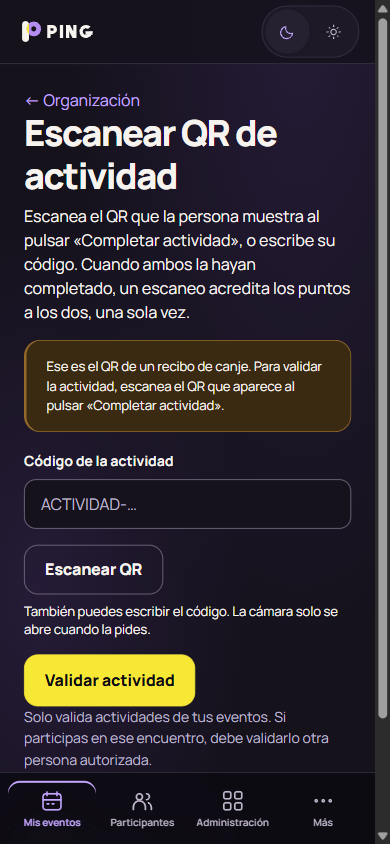 PING
← Organización
Escanear QR de
actividad
Escanea el QR que la persona muestra al
pulsar «Completar actividad», o escribe su
código. Cuando ambos la hayan
completado, un escaneo acredita los puntos
a los dos, una sola vez.
Ese es el QR de un recibo de canje. Para validar
la actividad, escanea el QR que aparece al
pulsar «Completar actividad».
Código de la actividad
ACTIVIDAD-…
Escanear QR
También puedes escribir el código. La cámara solo se
abre cuando la pides.
Validar actividad
Solo valida actividades de tus eventos. Si
participas en ese encuentro, debe validarlo otra
persona autorizada.
Mis eventos
Participantes
Administración
Más